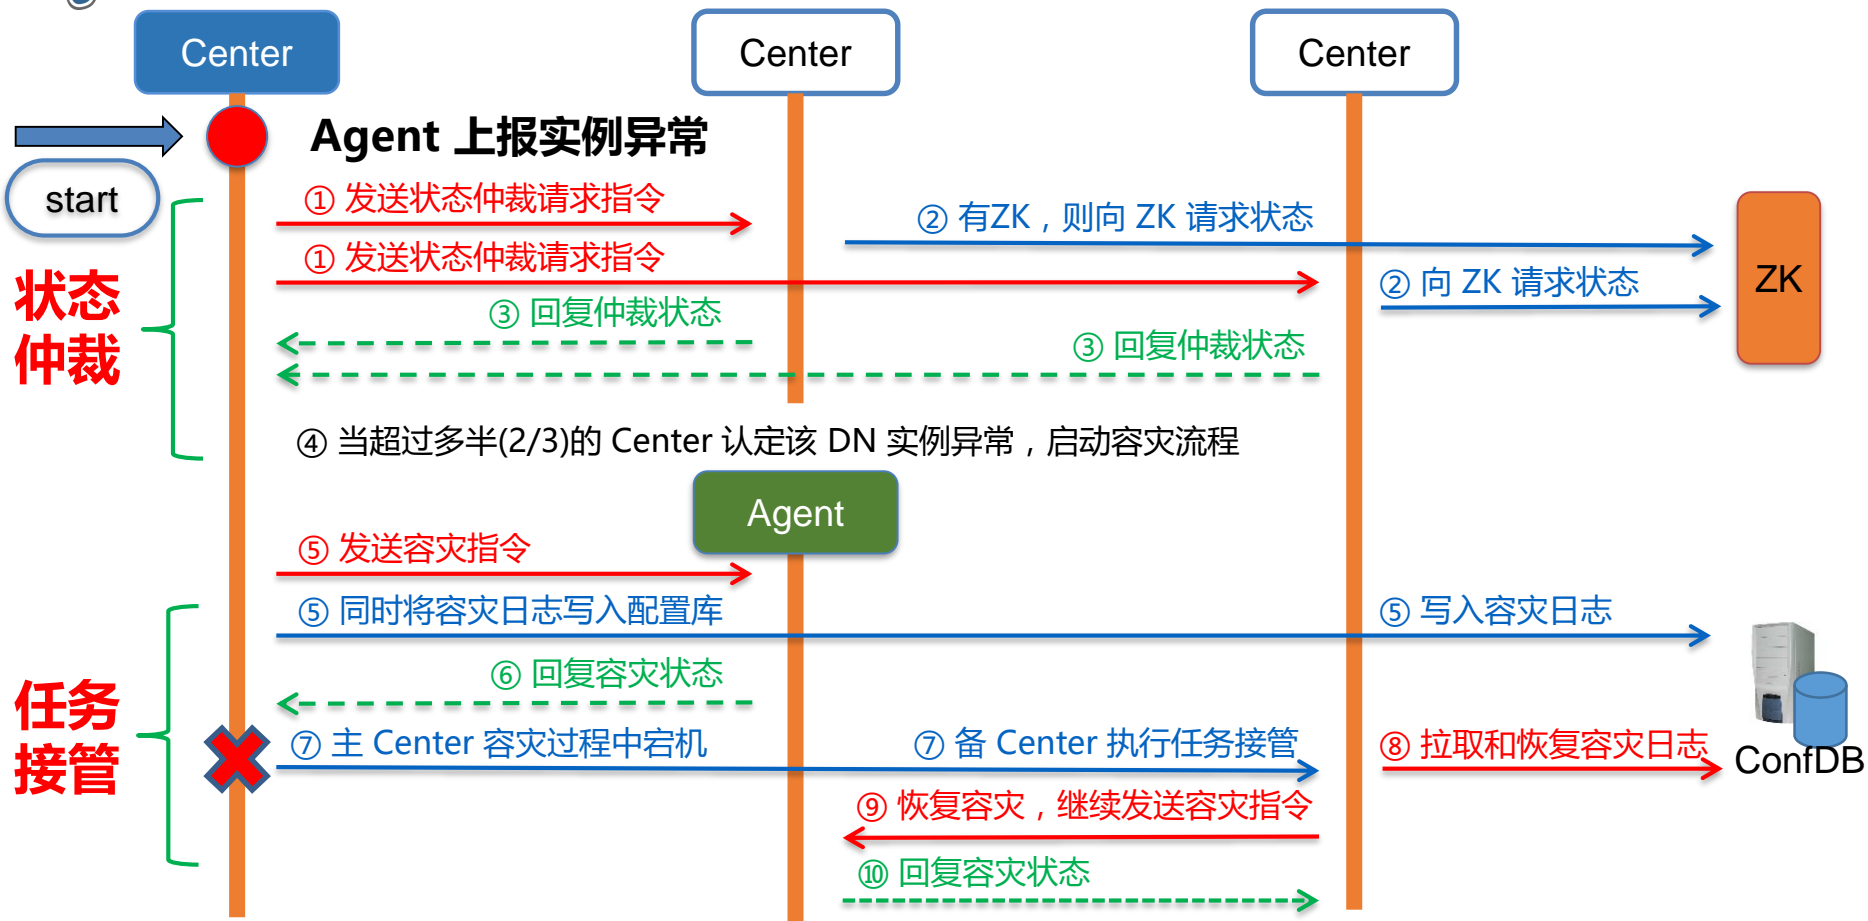 Center
Center
Center
Agent 上报实例异常
start
① 发送状态仲裁请求指令
② 有ZK，则向 ZK 请求状态
① 发送状态仲裁请求指令
② 向 ZK 请求状态
ZK
状态
仲裁
③ 回复仲裁状态
③ 回复仲裁状态
④ 当超过多半(2/3)的 Center 认定该 DN 实例异常，启动容灾流程
Agent
⑤ 发送容灾指令
⑤ 同时将容灾日志写入配置库
⑤ 写入容灾日志
⑥ 回复容灾状态
任务
接管
⑦ 主 Center 容灾过程中宕机
⑦ 备 Center 执行任务接管
⑧ 拉取和恢复容灾日志
ConfDB
⑨ 恢复容灾，继续发送容灾指令
⑩ 回复容灾状态